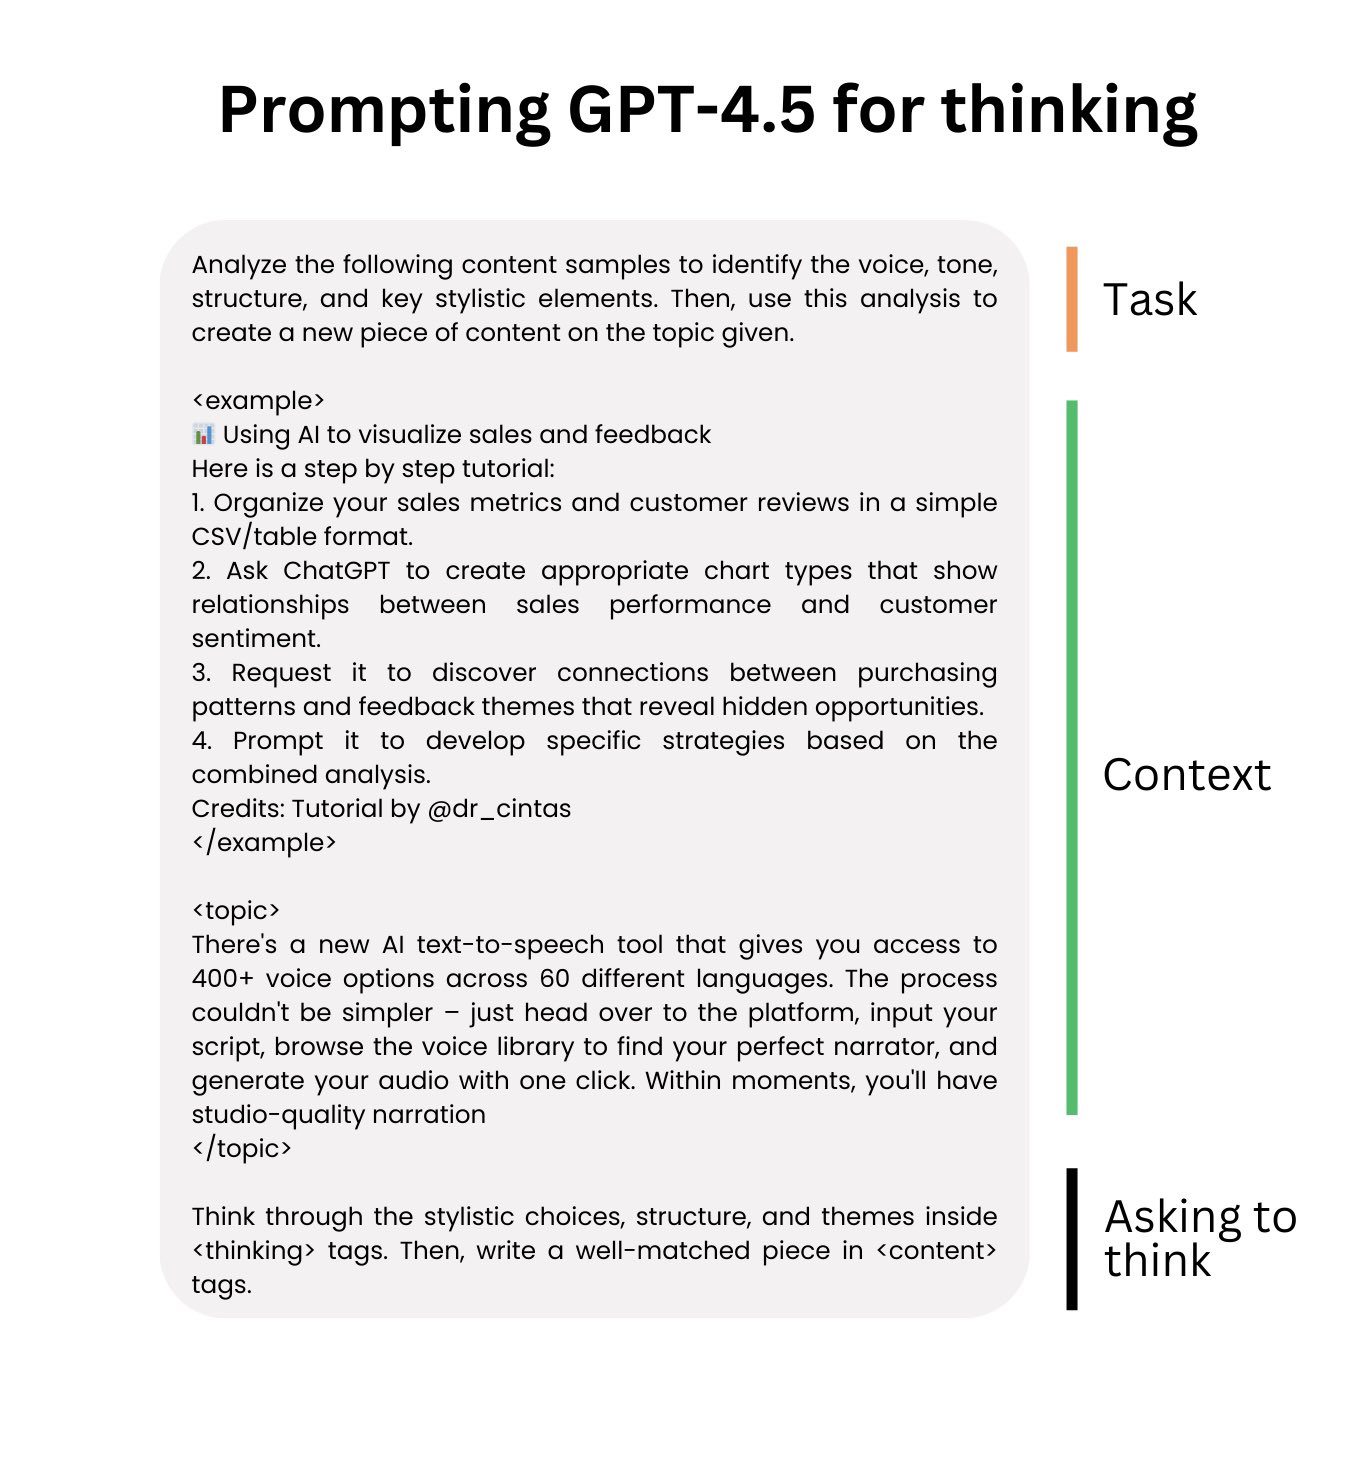 Prompting GPT-4.5 for thinking
Analyze the following content samples to identify the voice, tone,
structure, and key stylistic elements. Then, use this analysis to
create a new piece of content on the topic given.
<example>
📊 Using AI to visualize sales and feedback
Here is a step by step tutorial:
1. Organize your sales metrics and customer reviews in a simple
CSV/table format.
2. Ask ChatGPT to create appropriate chart types that show
relationships between sales performance and customer
sentiment.
3. Request it to discover connections between purchasing
patterns and feedback themes that reveal hidden opportunities.
4. Prompt it to develop specific strategies based on the
combined analysis.
Credits: Tutorial by @dr_cintas
</example>
<topic>
There's a new AI text-to-speech tool that gives you access to
400+ voice options across 60 different languages. The process
couldn't be simpler – just head over to the platform, input your
script, browse the voice library to find your perfect narrator, and
generate your audio with one click. Within moments, you'll have
studio-quality narration
</topic>
Think through the stylistic choices, structure, and themes inside
<thinking> tags. Then, write a well-matched piece in <content>
tags.
Task
Context
Asking to
think